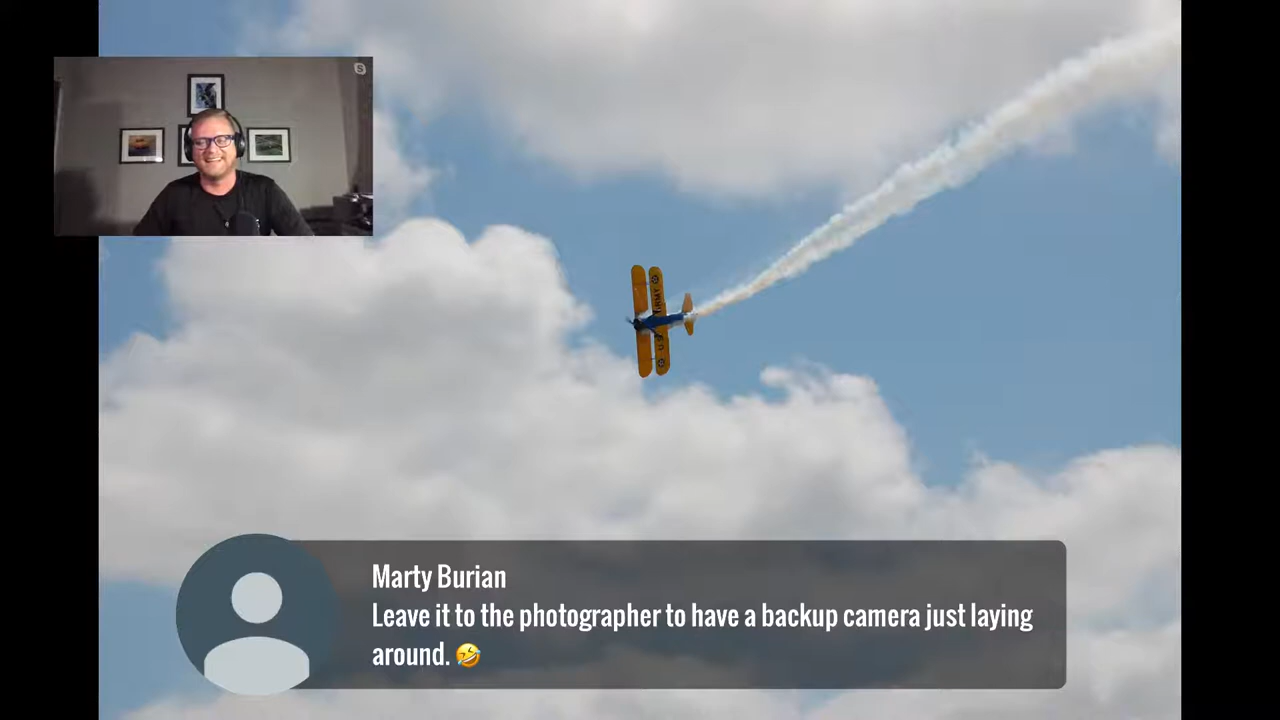 Marty Burian
Leave it to the photographer to have a backup camera just laying
around. 🤣